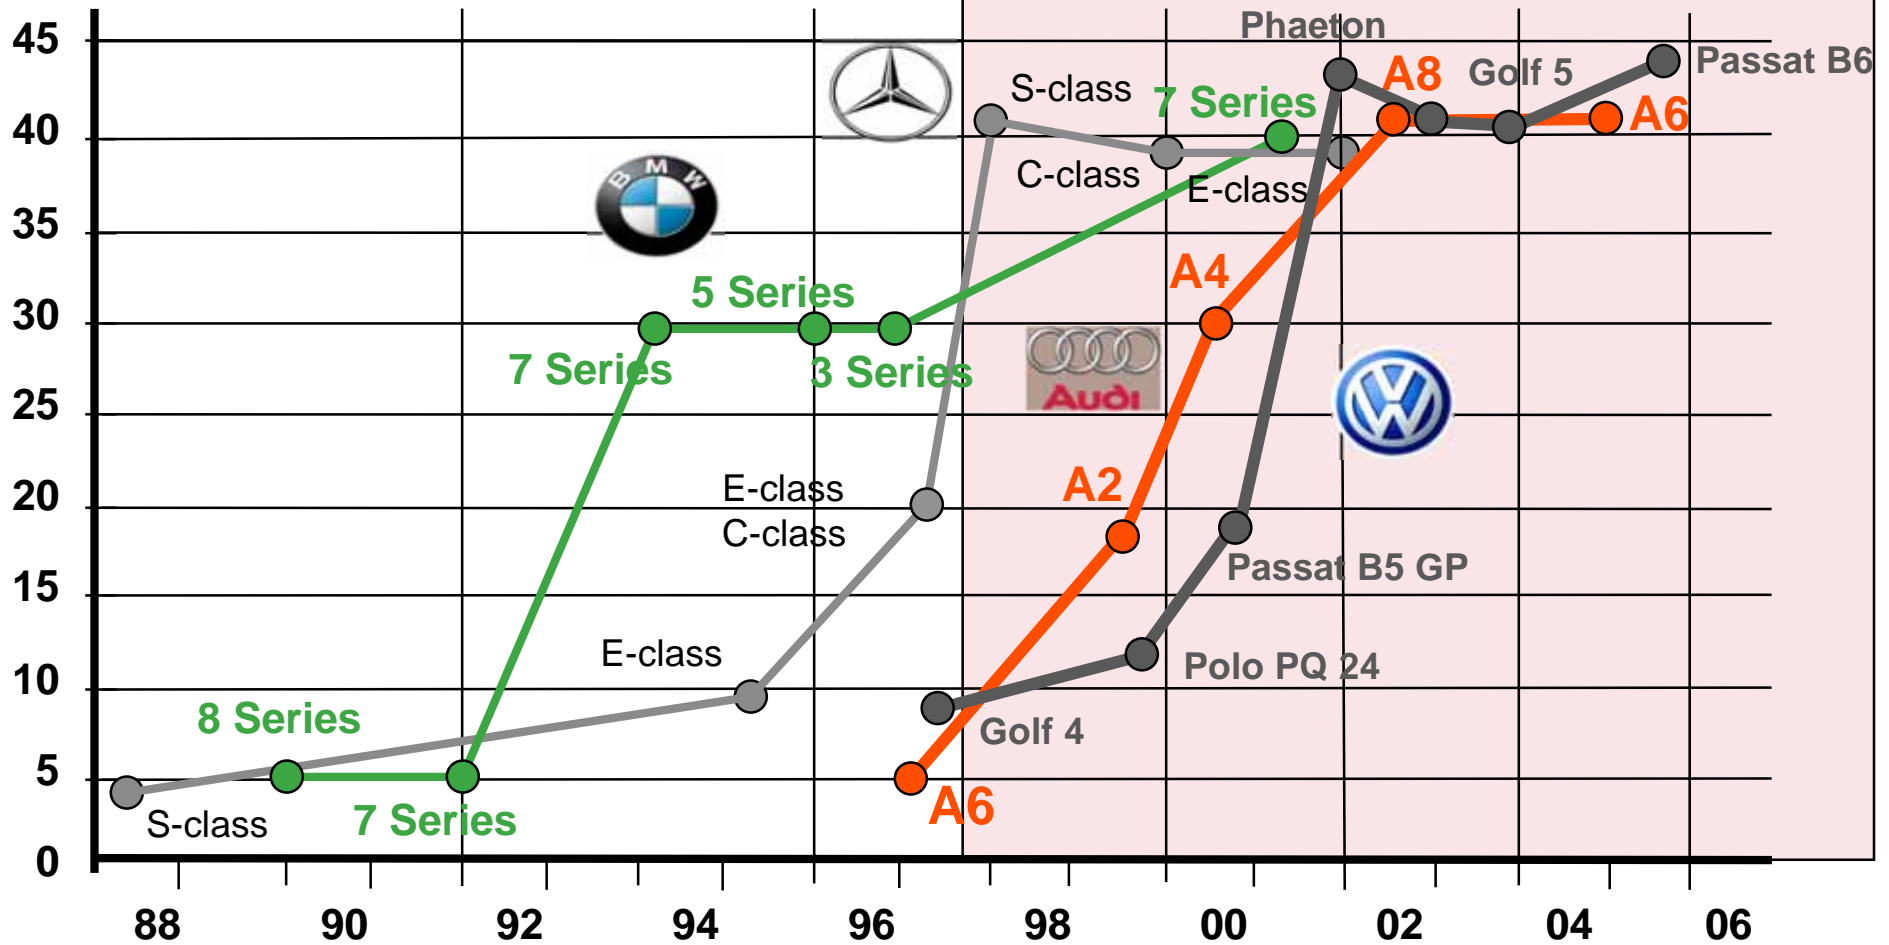 45
Phaeton
Passat B6
A8
Golf 5
S-class
7 Series
A6
40
BMW
C-class
E-class
35
A4
5 Series
30
7 Series
3 Series
Audi
25
E-class
A2
20
C-class
Passat B5 GP
15
E-class
Polo PQ 24
10
8 Series
Golf 4
5
S-class
7 Series
A6
0
88 90 92 94 96 98 00 02 04 06